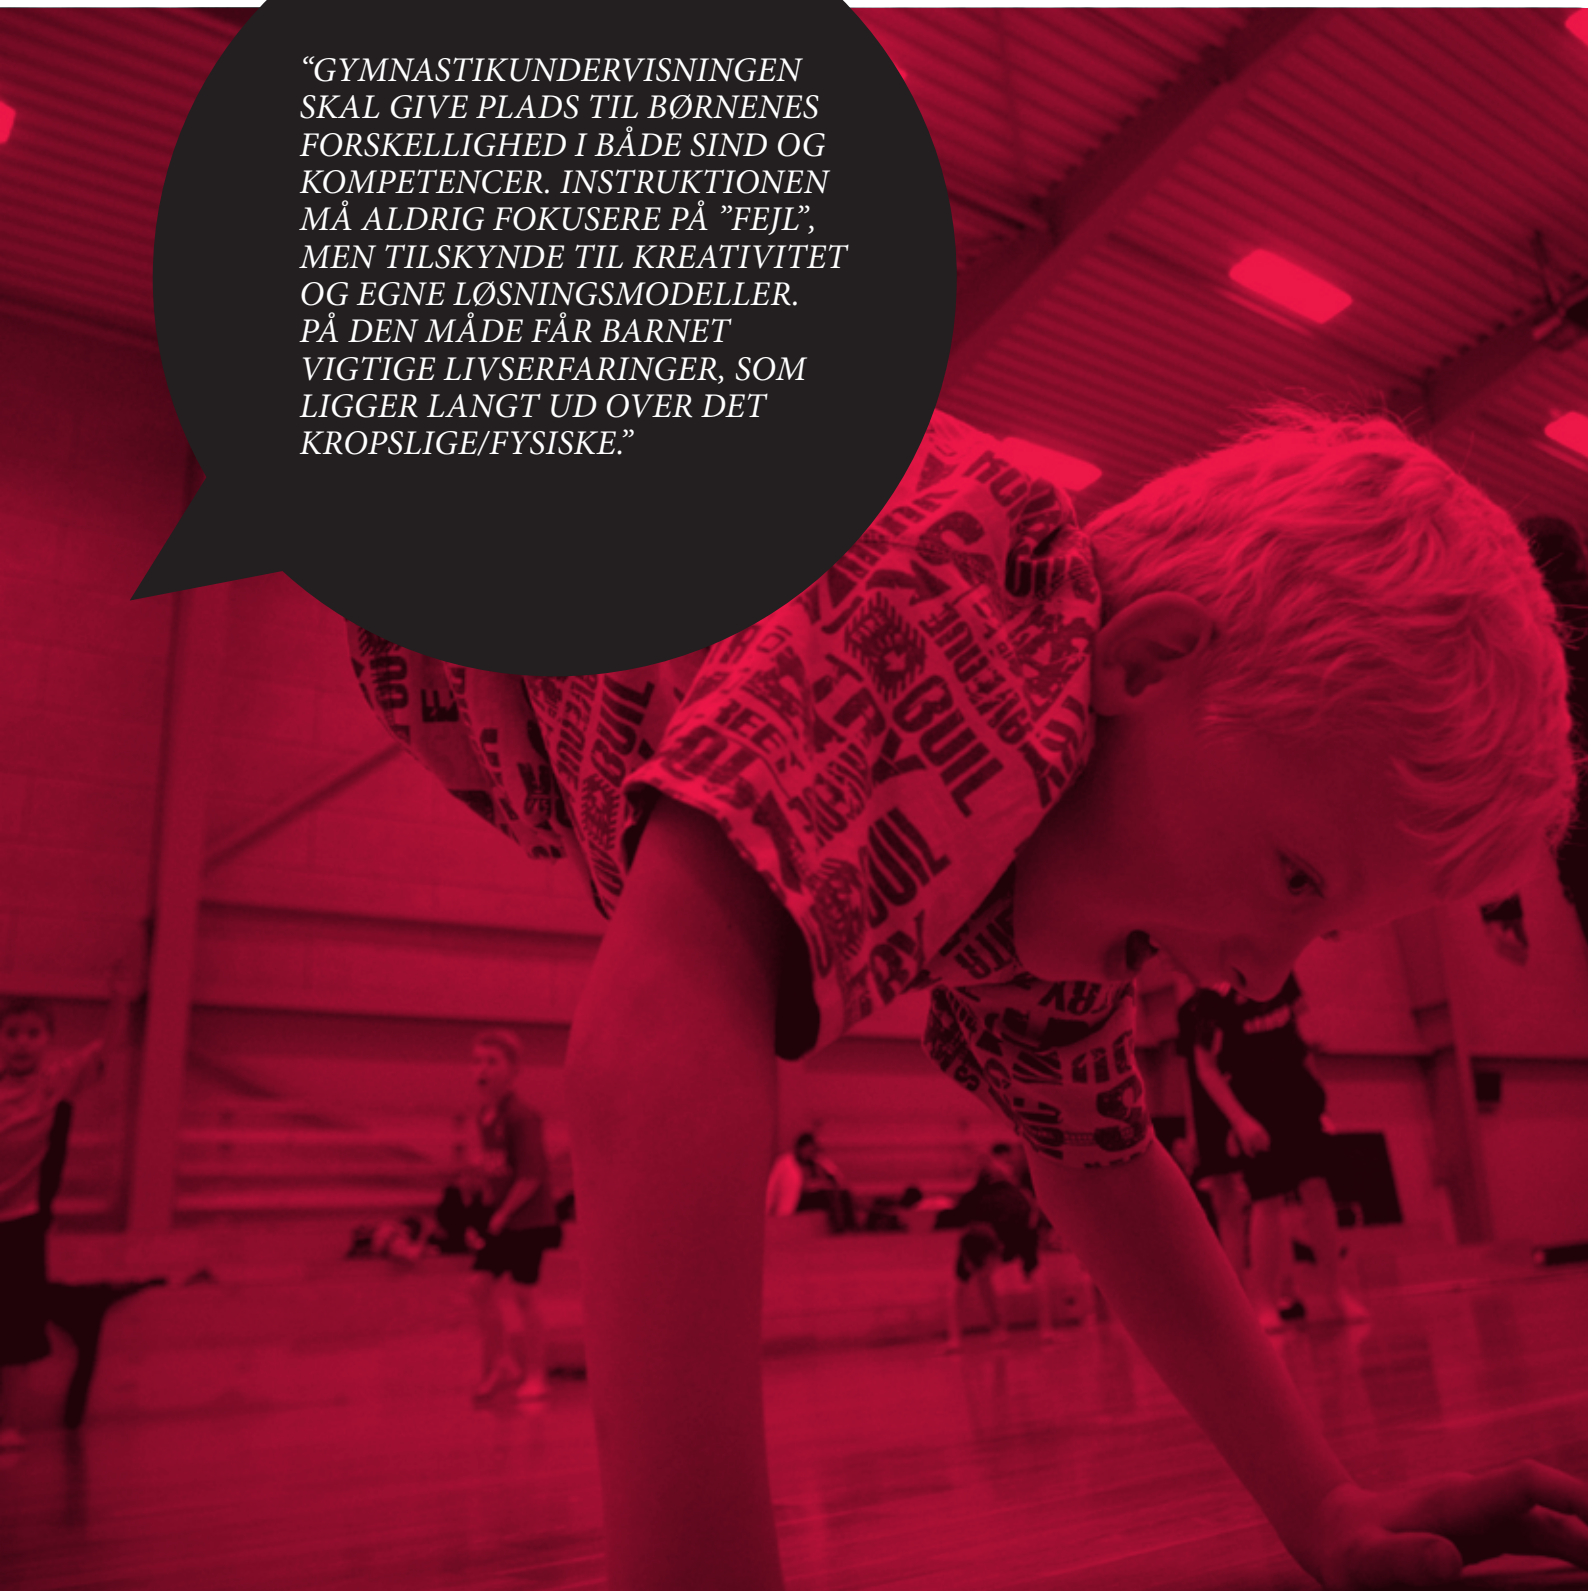 “GYMNASTIKUNDERVISNINGEN
SKAL GIVE PLADS TIL BØRNENES
FORSKELLIGHED I BÅDE SIND OG
KOMPETENCER. INSTRUKTIONEN
MÅ ALDRIG FOKUSERE PÅ ”FEJL”,
MEN TILSKYNDE TIL KREATIVITET
OG EGNE LØSNINGSMODELLER.
PÅ DEN MÅDE FÅR BARNET
VIGTIGE LIVSERFARINGER, SOM
LIGGER LANGT UD OVER DET
KROPSLIGE/FYSISKE.”